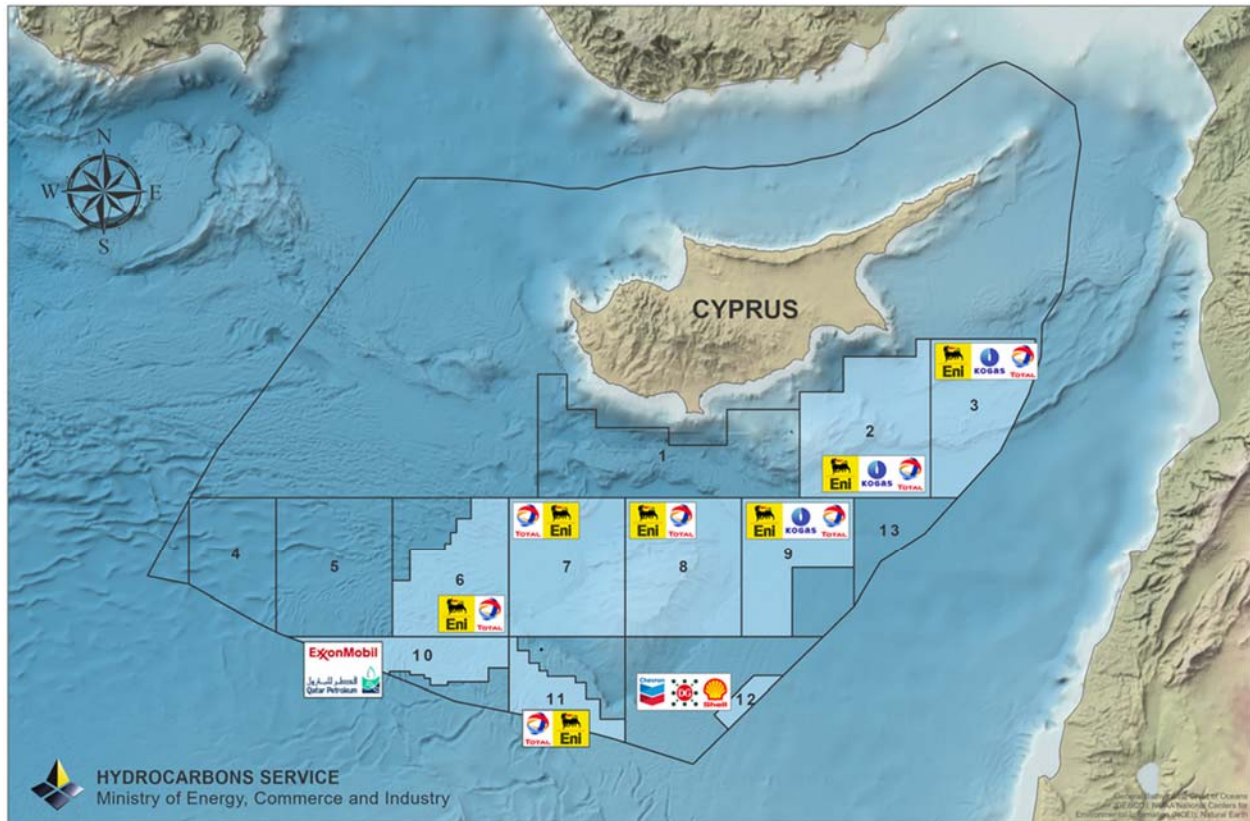 N
W E
S
CYPRUS
Eni KOGAS TOTAL
3
2
Eni KOGAS TOTAL
1
TOTAL Eni
Eni TOTAL
Eni KOGAS TOTAL
13
4
5
6
7
8
9
Eni TOTAL
ExxonMobil
Qatar Petroleum
10
11
TOTAL Eni
Chevron DG Shell
12
HYDROCARBONS SERVICE
Ministry of Energy, Commerce and Industry